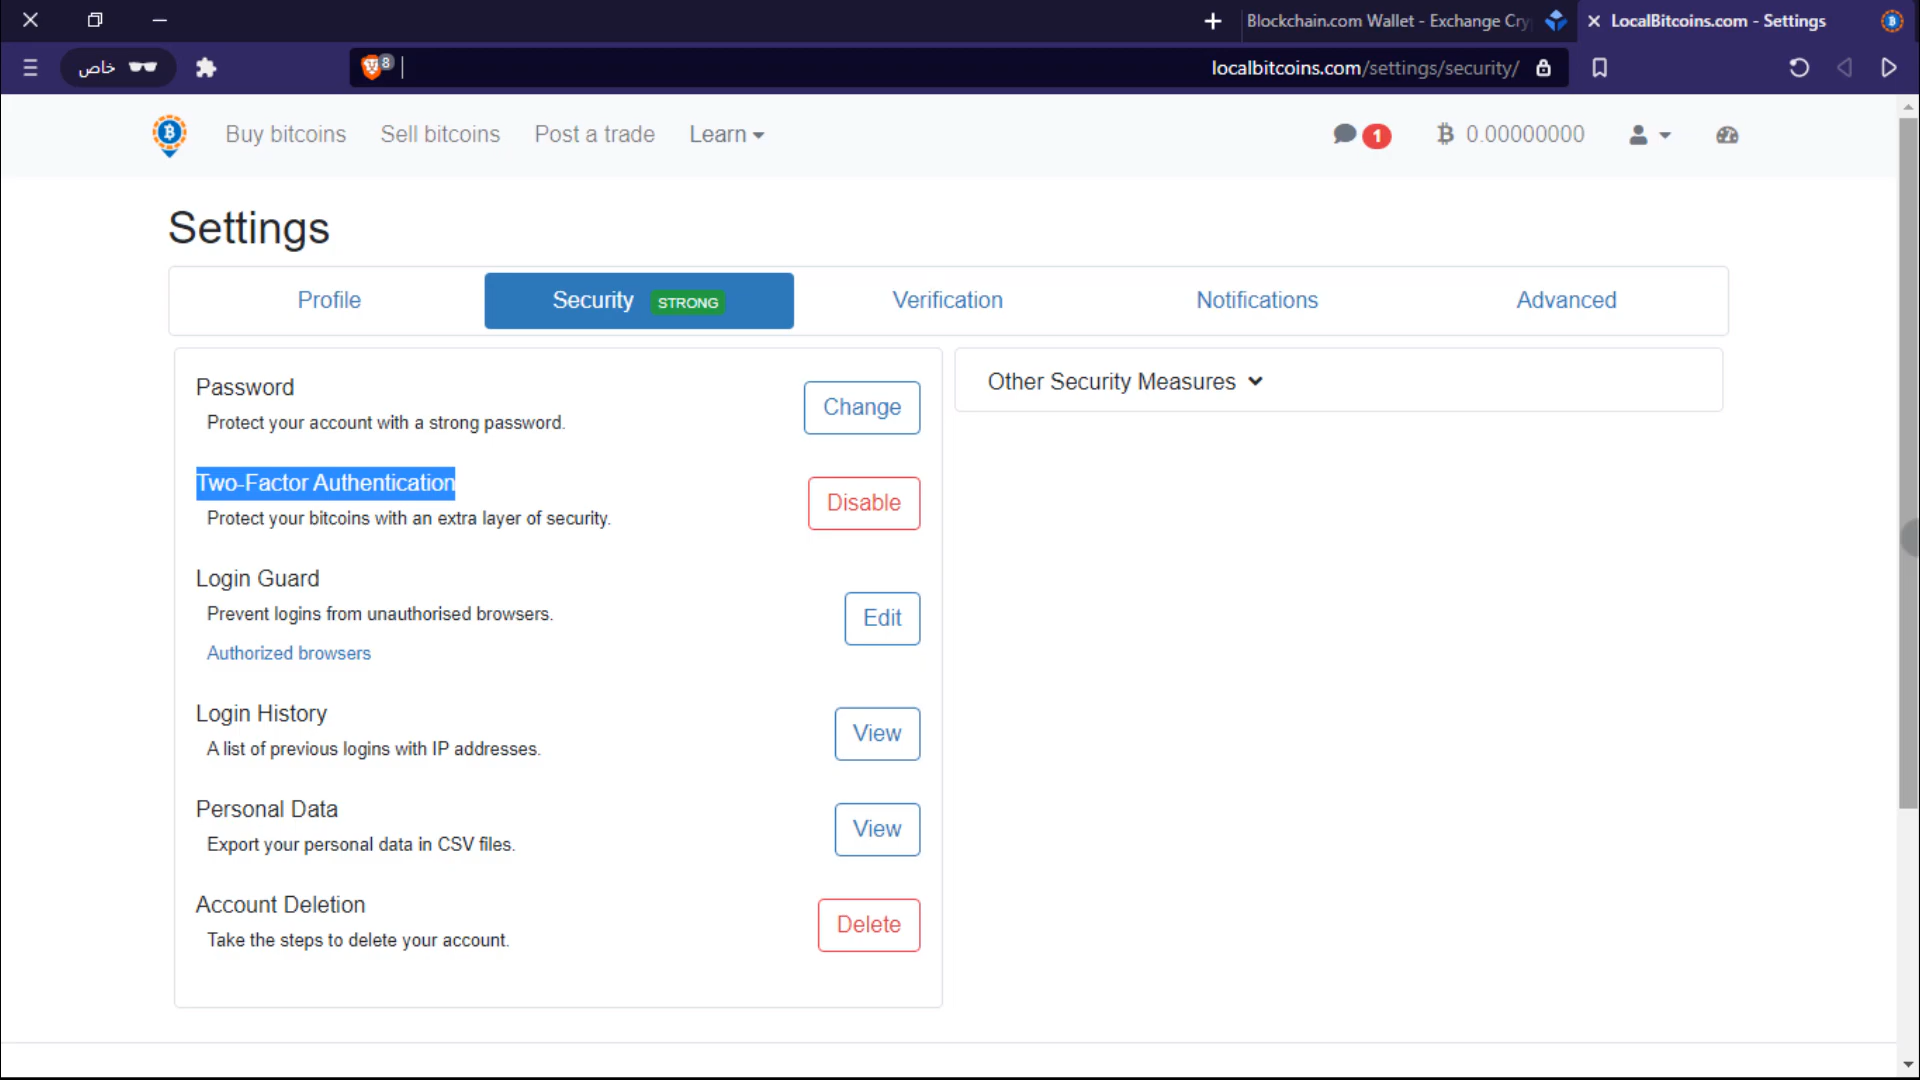 Blockchain.com Wallet - Exchange Cry
LocalBitcoins.com - Settings
خاص
8
localbitcoins.com/settings/security/
Buy bitcoins
Sell bitcoins
Post a trade
Learn
1
0.00000000
Settings
Profile
Security STRONG
Verification
Notifications
Advanced
Password
Protect your account with a strong password.
Change
Two-Factor Authentication
Protect your bitcoins with an extra layer of security.
Disable
Login Guard
Prevent logins from unauthorised browsers.
Authorized browsers
Edit
Login History
A list of previous logins with IP addresses.
View
Personal Data
Export your personal data in CSV files.
View
Account Deletion
Take the steps to delete your account.
Delete
Other Security Measures